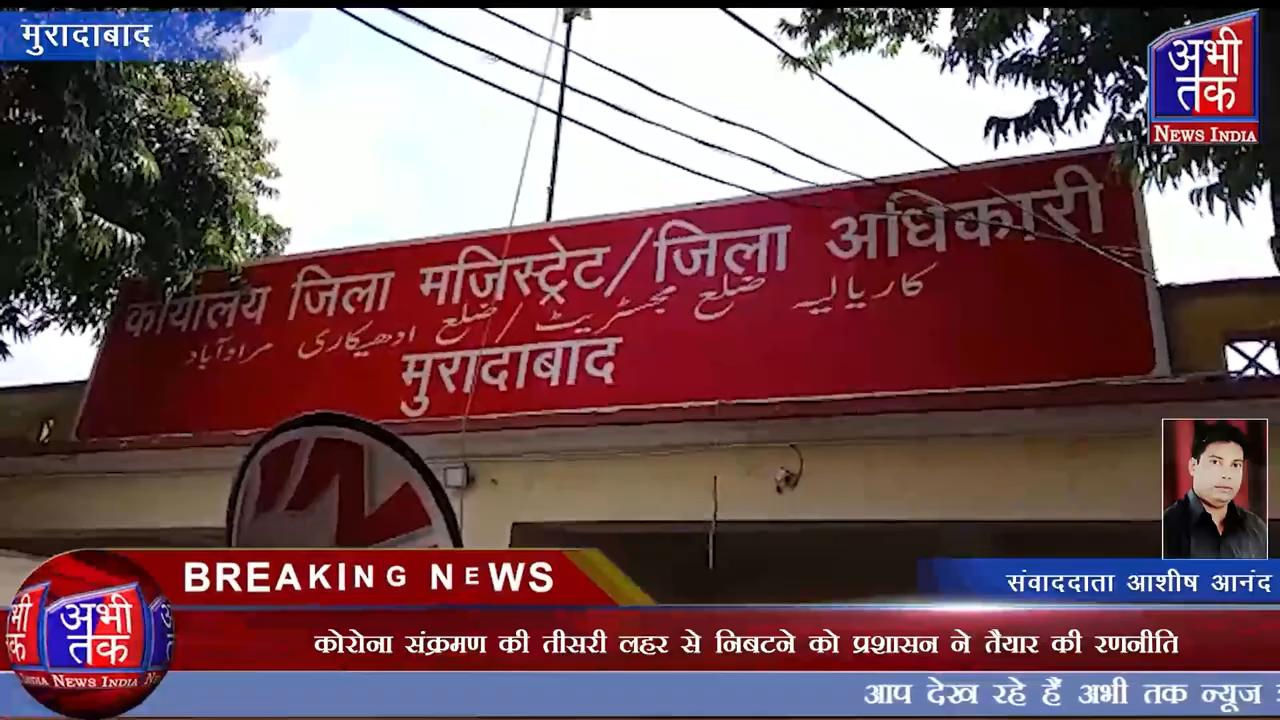 मुरादाबाद
अभी
तक
NEWS INDIA
कार्यालय जिला मजिस्ट्रेट/जिला अधिकारी
کاریالیہ ضلع مجسٹریٹ/ضلع ادھیکاری مرادآباد
मुरादाबाद
BREAKING NEWS
संवाददाता आशीष आनंद
अभी
तक
NEWS INDIA
कोरोना संक्रमण की तीसरी लहर से निबटने को प्रशासन ने तैयार की रणनीति
आप देख रहे हैं अभी तक न्यूज